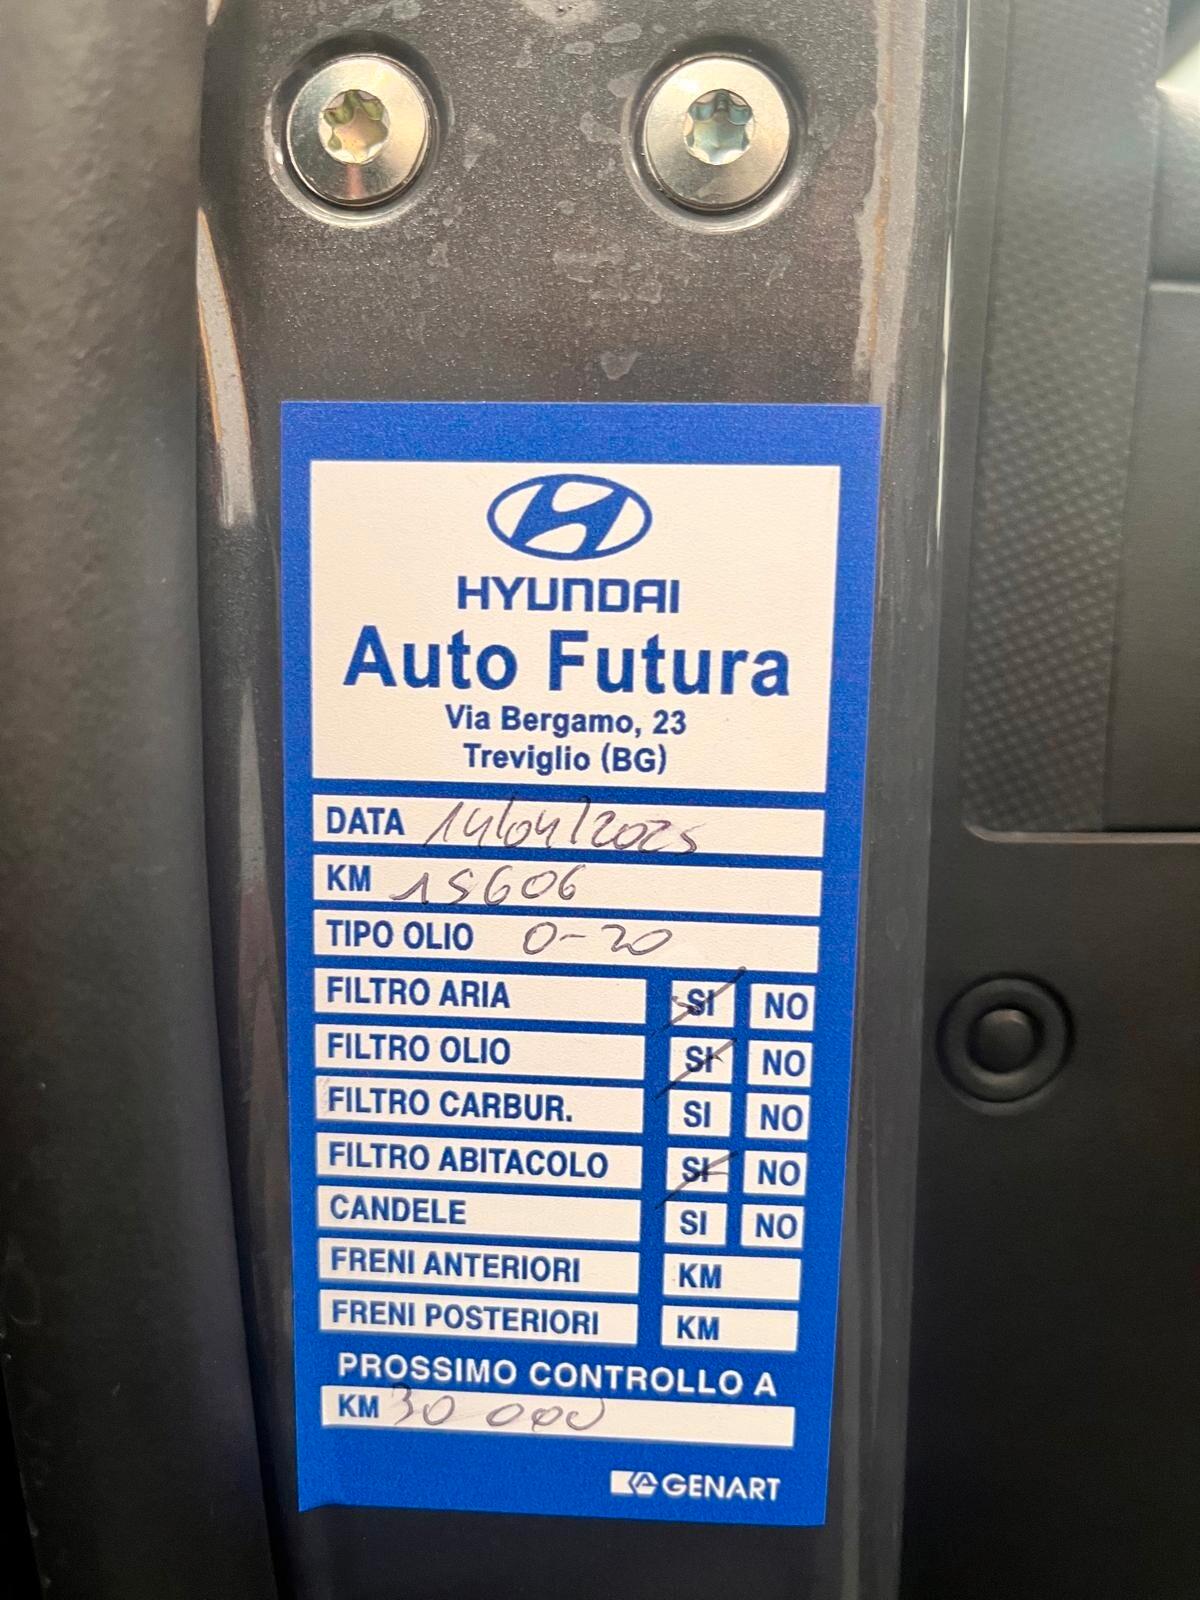 HYUNDAI
Auto Futura
Via Bergamo, 23
Treviglio (BG)
DATA 14/04/2025
KM 15606
TIPO OLIO 0-20
FILTRO ARIA SI NO
FILTRO OLIO SI NO
FILTRO CARBUR. SI NO
FILTRO ABITACOLO SI NO
CANDELE SI NO
FRENI ANTERIORI KM
FRENI POSTERIORI KM
PROSSIMO CONTROLLO A
KM 30 000
GENART